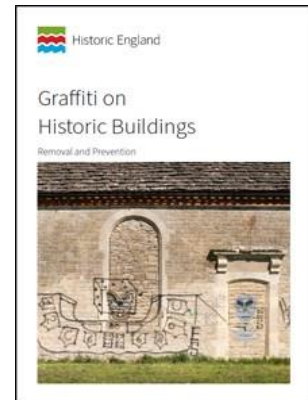 Historic England
Graffiti on
Historic Buildings
Removal and Prevention